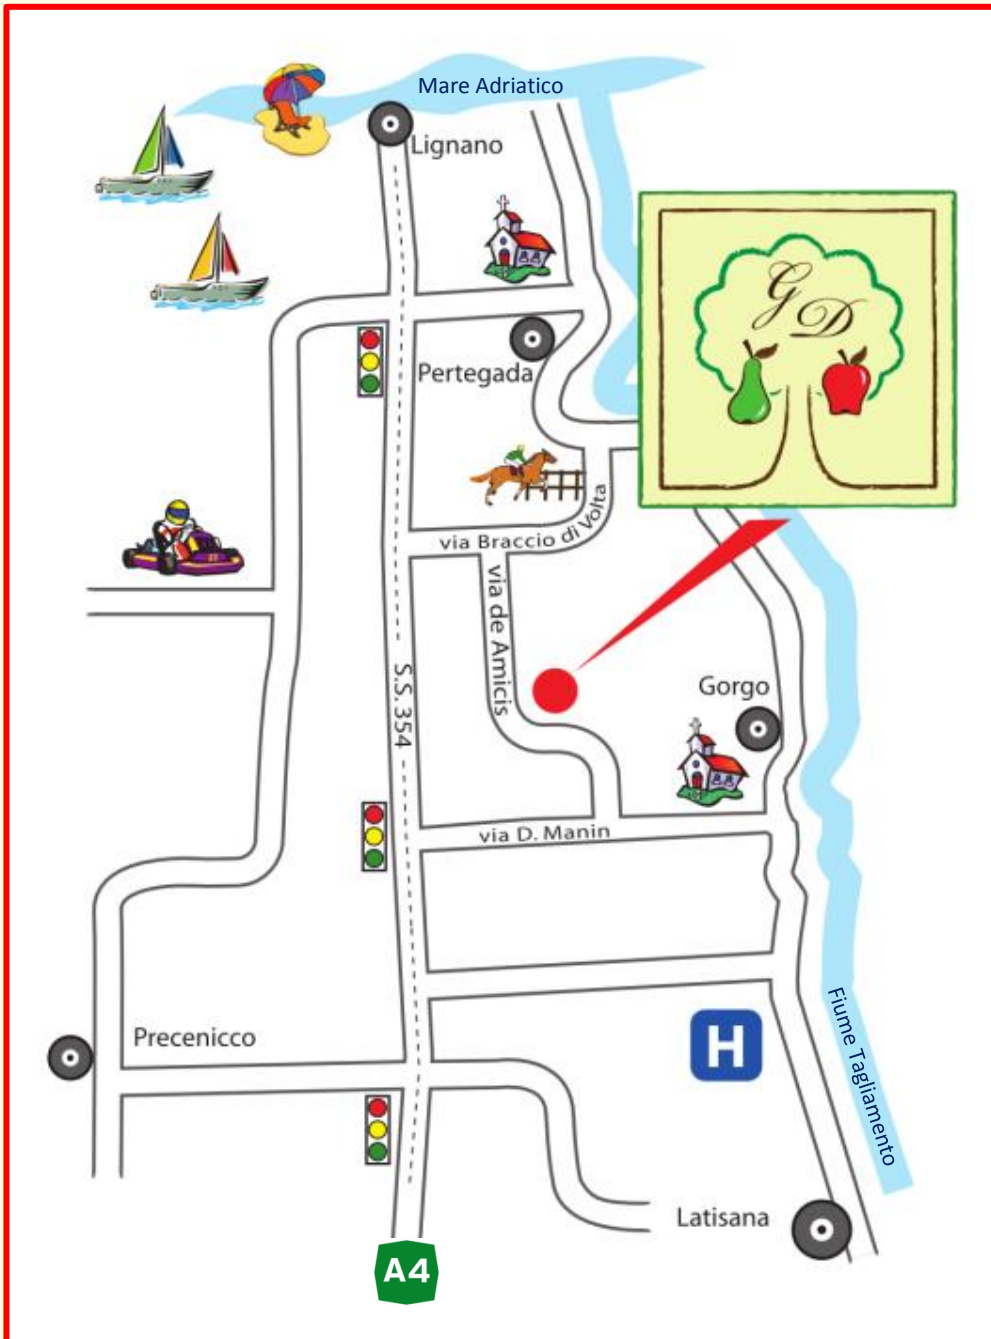 Mare Adriatico
Lignano
G D
Pertegada
via Braccio di Volta
via de Amicis
S.S. 354
Gorgo
via D. Manin
Fiume Tagliamento
H
Precenicco
Latisana
A4